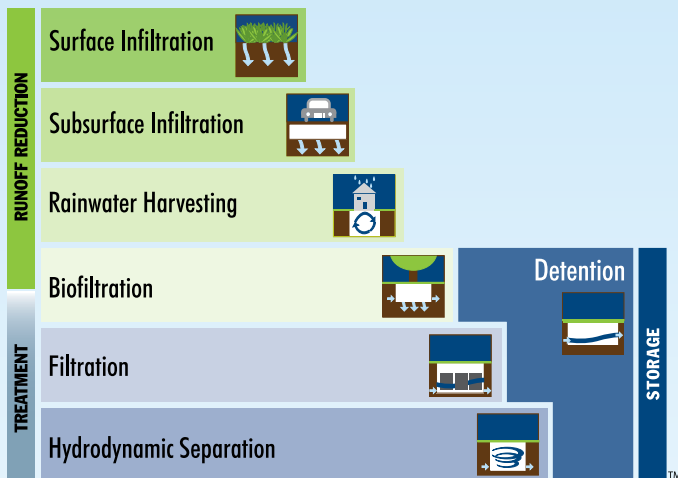 RUNOFF REDUCTION
Surface Infiltration
Subsurface Infiltration
Rainwater Harvesting
Biofiltration
Detention
TREATMENT
Filtration
Hydrodynamic Separation
STORAGE
TM